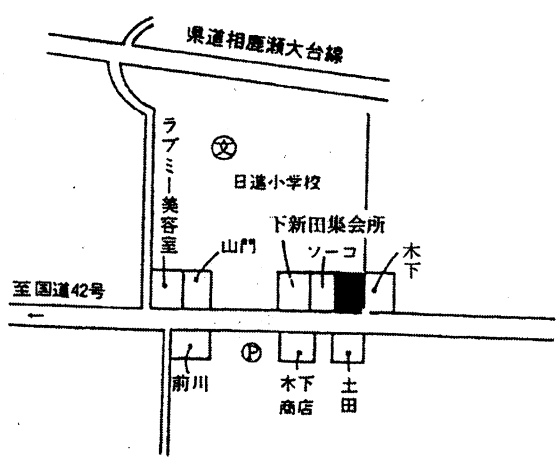 県道相鹿瀬大台線
ラブミー美容室
文
日進小学校
下新田集会所
山門
ソーコ
木下
至国道42号
←
P
前川
木下
商店
土田